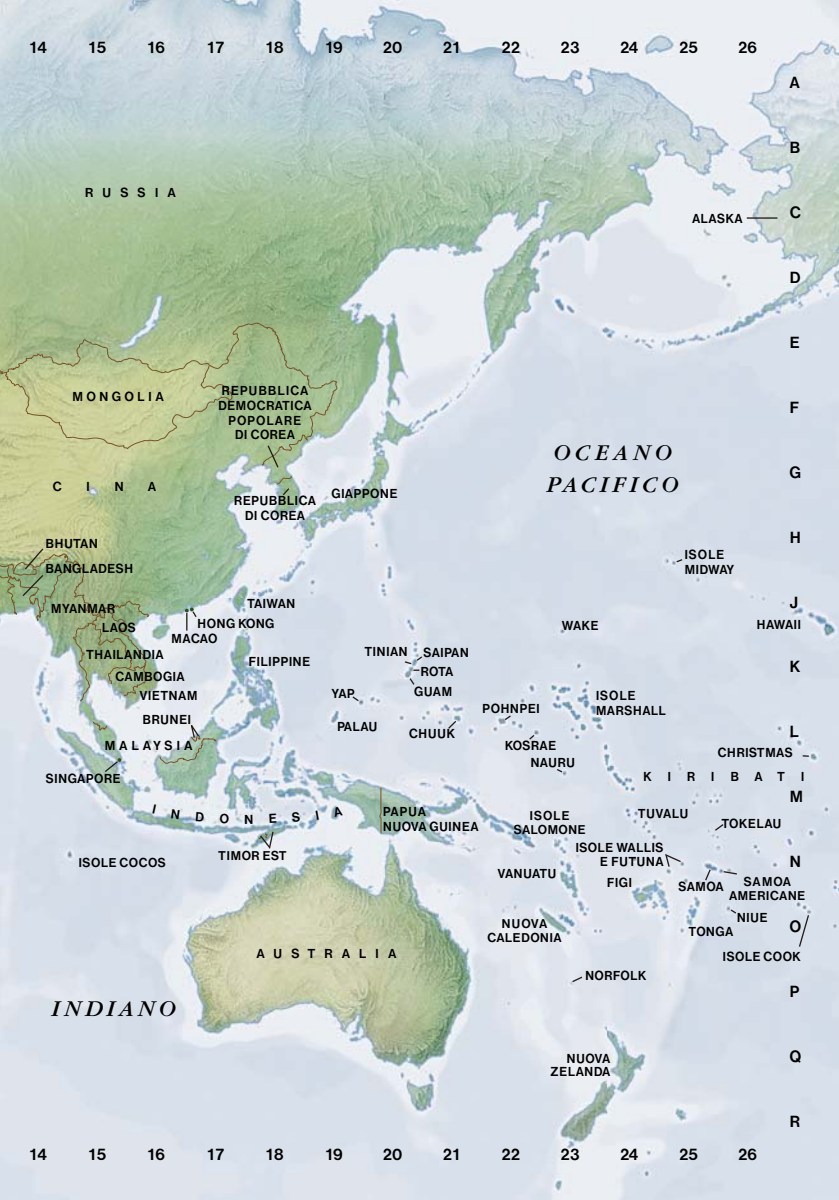 14 15 16 17 18 19 20 21 22 23 24 25 26
A
B
RUSSIA
C
ALASKA
D
E
MONGOLIA
REPUBBLICA
DEMOCRATICA
POPOLARE
DI COREA
F
OCEANO
PACIFICO
G
CINA
GIAPPONE
REPUBBLICA
DI COREA
H
BHUTAN
ISOLE
MIDWAY
BANGLADESH
J
MYANMAR
TAIWAN
LAOS
HONG KONG
MACAO
WAKE
HAWAII
THAILANDIA
TINIAN
SAIPAN
FILIPPINE
K
ROTA
CAMBOGIA
GUAM
VIETNAM
YAP
ISOLE
MARSHALL
POHNPEI
BRUNEI
PALAU
CHUUK
L
MALAYSIA
KOSRAE
CHRISTMAS
NAURU
SINGAPORE
KIRIBATI
M
INDONESIA
PAPUA
NUOVA GUINEA
ISOLE
SALOMONE
TUVALU
TOKELAU
TIMOR EST
ISOLE WALLIS
E FUTUNA
ISOLE COCOS
N
VANUATU
FIGI
SAMOA
SAMOA
AMERICANE
NIUE
NUOVA
CALEDONIA
TONGA
O
ISOLE COOK
AUSTRALIA
NORFOLK
P
INDIANO
NUOVA
ZELANDA
Q
R
14 15 16 17 18 19 20 21 22 23 24 25 26